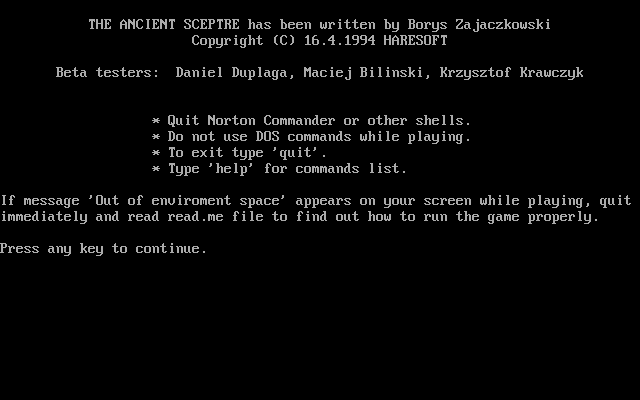 THE ANCIENT SCEPTRE has been written by Borys Zajaczkowski
Copyright (C) 16.4.1994 HARESOFT
Beta testers:  Daniel Duplaga, Maciej Bilinski, Krzysztof Krawczyk
* Quit Norton Commander or other shells.
* Do not use DOS commands while playing.
* To exit type 'quit'.
* Type 'help' for commands list.
If message 'Out of enviroment space' appears on your screen while playing, quit
immediately and read read.me file to find out how to run the game properly.
Press any key to continue.